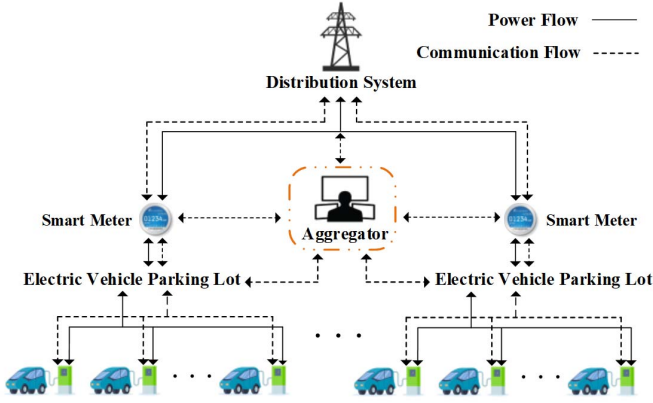 Power Flow
Communication Flow
Distribution System
Smart Meter
Aggregator
Smart Meter
Electric Vehicle Parking Lot
Electric Vehicle Parking Lot